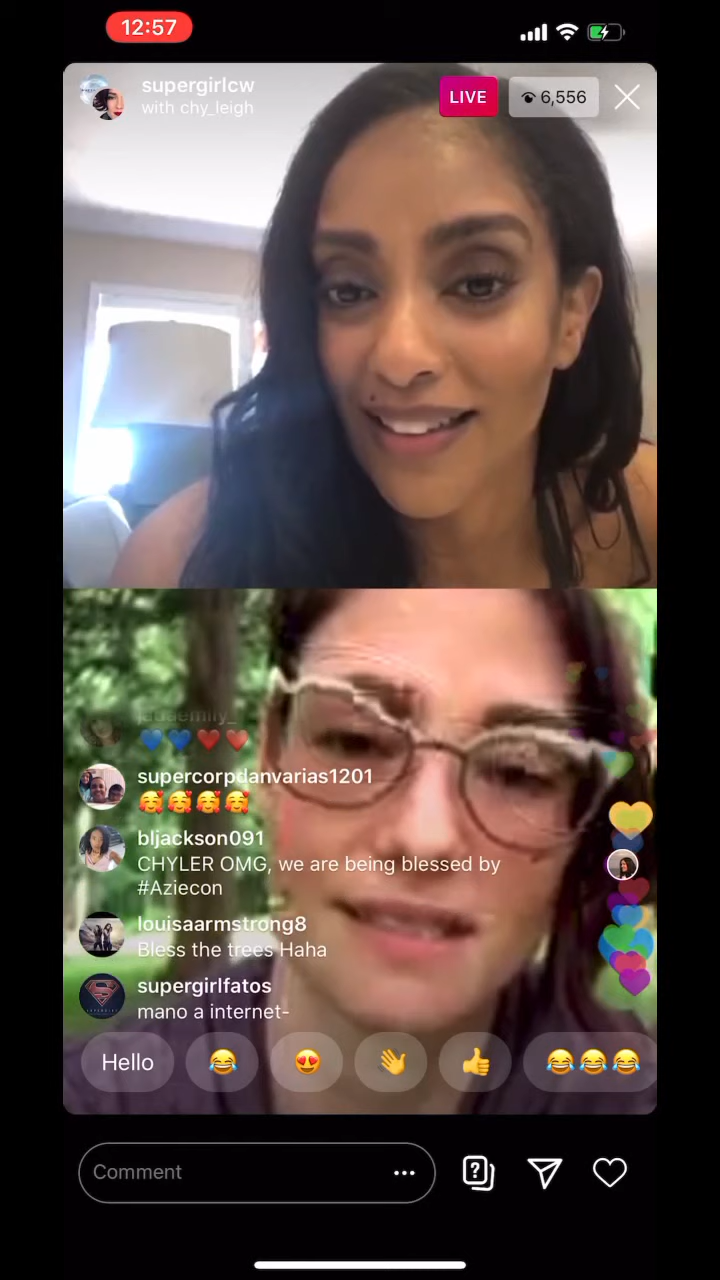 12:57
supergirlcw
with chy_leigh
LIVE
6,556
jadaemily_
supercorpdanvarias1201
bljackson091
CHYLER OMG, we are being blessed by
#Aziecon
louisaarmstrong8
Bless the trees Haha
supergirlfatos
mano a internet-
Hello
Comment